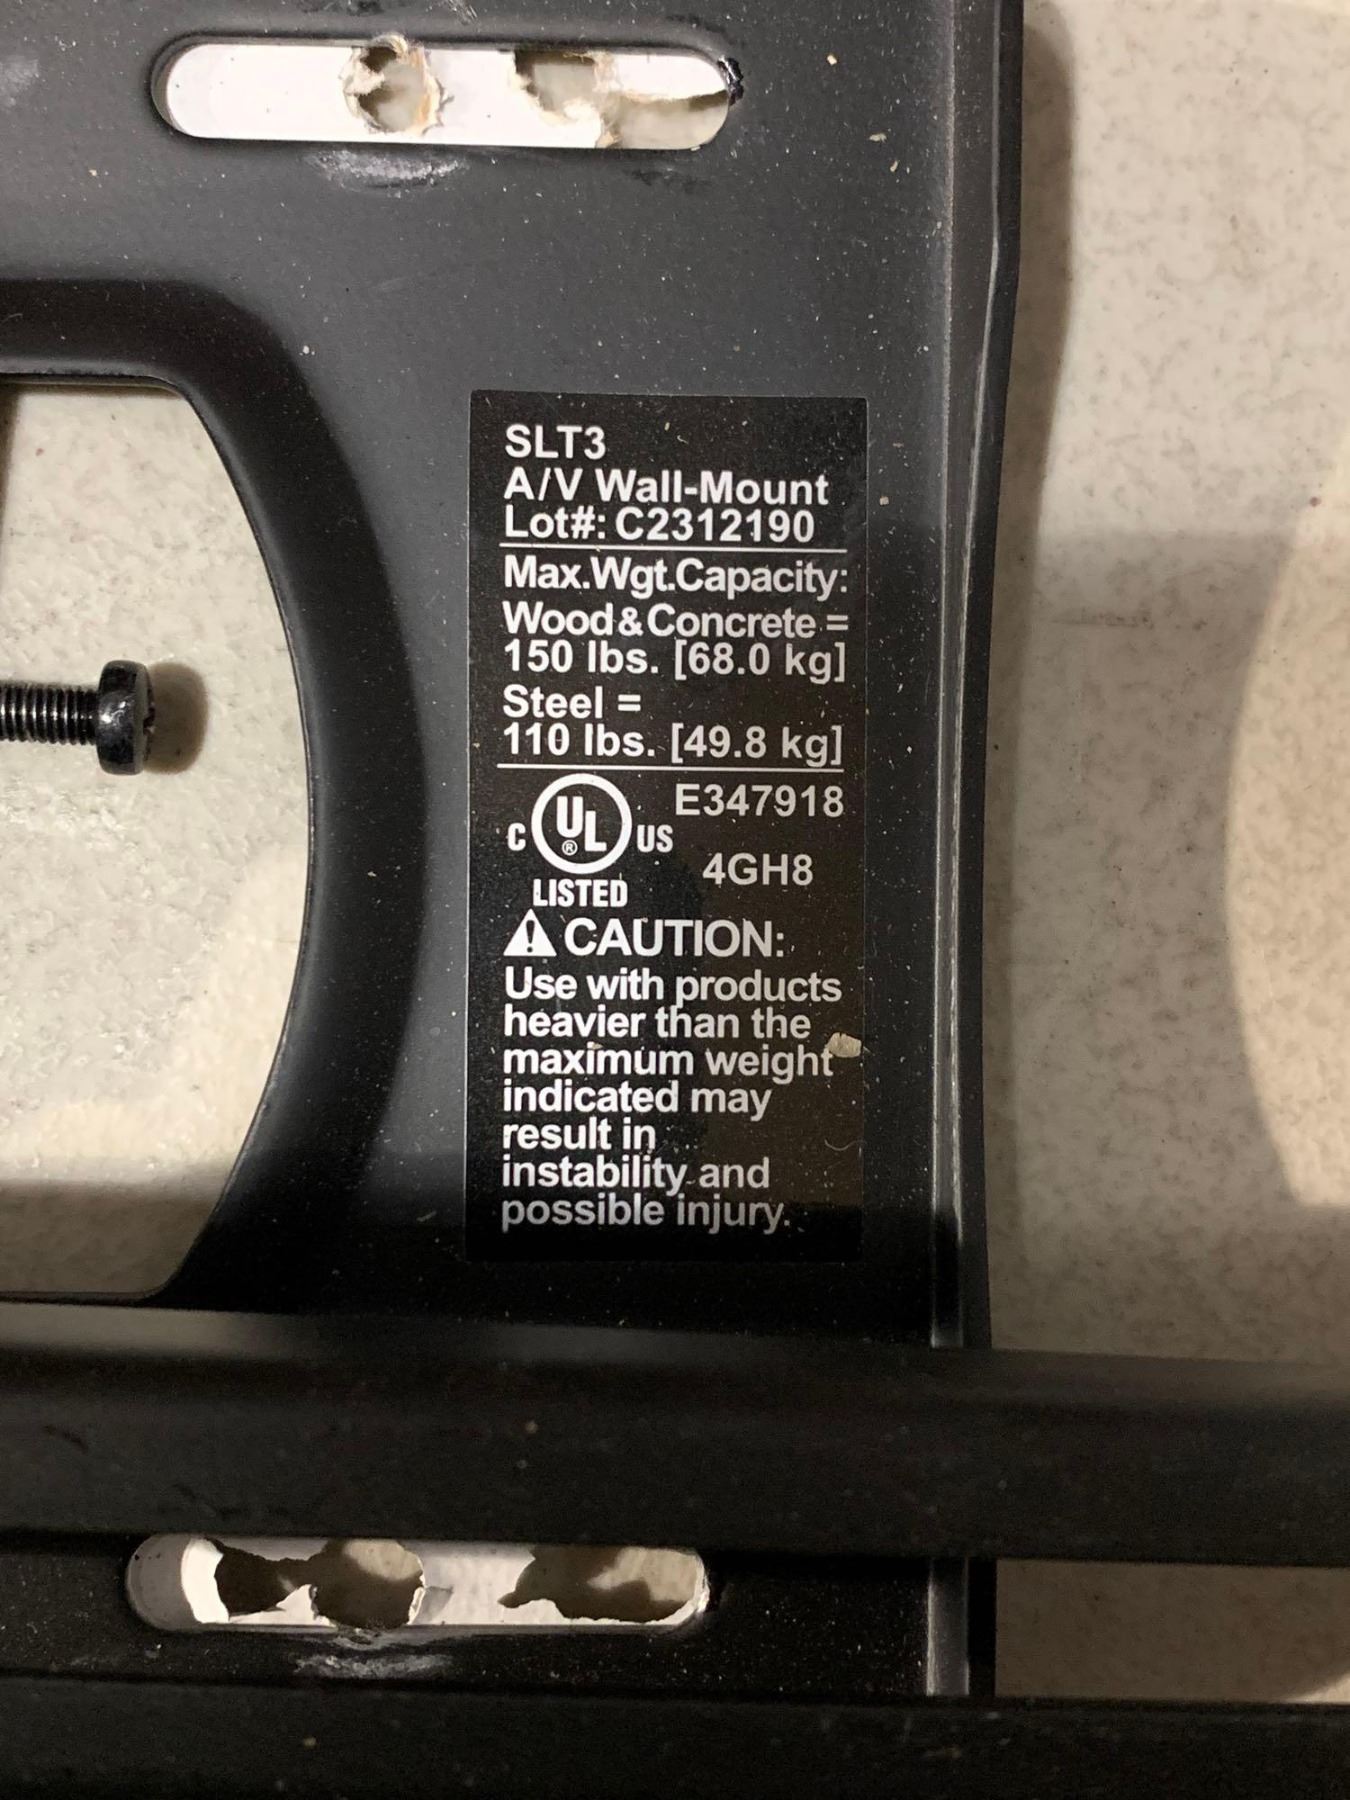 SLT3
A/V Wall-Mount
Lot#: C2312190
Max.Wgt.Capacity:
Wood&Concrete =
150 lbs. [68.0 kg]
Steel =
110 lbs. [49.8 kg]
C UL® US E347918
LISTED 4GH8
CAUTION:
Use with products
heavier than the
maximum weight
indicated may
result in
instability and
possible injury.